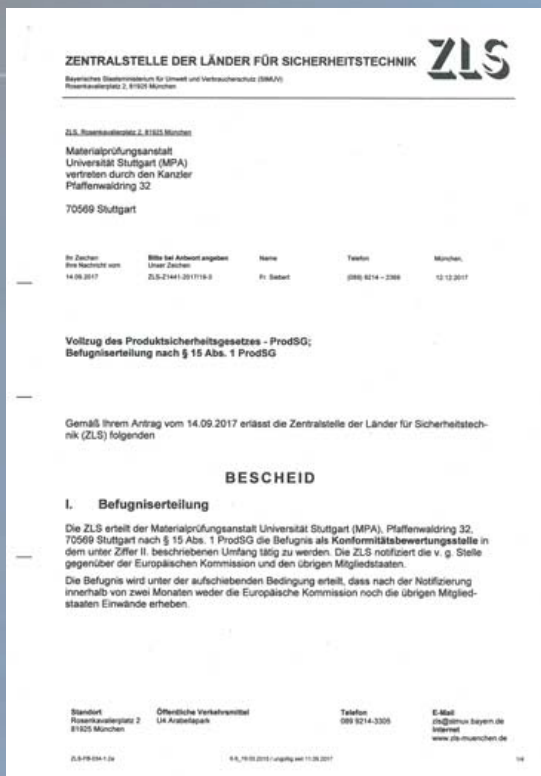 ZENTRALSTELLE DER LÄNDER FÜR SICHERHEITSTECHNIK ZLS
Bayerisches Staatsministerium für Umwelt und Verbraucherschutz (StMUV)
Rosenkavalierplatz 2, 81925 München
ZLS, Rosenkavalierplatz 2, 81925 München
Materialprüfungsanstalt
Universität Stuttgart (MPA)
vertreten durch den Kanzler
Pfaffenwaldring 32
70569 Stuttgart
Ihr Zeichen Bitte bei Antwort angeben Name Telefon München,
Ihre Nachricht vom Unser Zeichen
14.09.2017 ZLS-Z1441-2017/19-3 Fr. Siebert (089) 9214 – 2369 12.12.2017
Vollzug des Produktsicherheitsgesetzes - ProdSG;
Befugniserteilung nach § 15 Abs. 1 ProdSG
Gemäß Ihrem Antrag vom 14.09.2017 erlässt die Zentralstelle der Länder für Sicherheitstech-
nik (ZLS) folgenden
BESCHEID
I. Befugniserteilung
Die ZLS erteilt der Materialprüfungsanstalt Universität Stuttgart (MPA), Pfaffenwaldring 32,
70569 Stuttgart nach § 15 Abs. 1 ProdSG die Befugnis als Konformitätsbewertungsstelle in
dem unter Ziffer II. beschriebenen Umfang tätig zu werden. Die ZLS notifiziert die v. g. Stelle
gegenüber der Europäischen Kommission und den übrigen Mitgliedstaaten.
Die Befugnis wird unter der aufschiebenden Bedingung erteilt, dass nach der Notifizierung
innerhalb von zwei Monaten weder die Europäische Kommission noch die übrigen Mitglied-
staaten Einwände erheben.
Standort Öffentliche Verkehrsmittel Telefon E-Mail
Rosenkavalierplatz 2 U4 Arabellapark 089 9214-3305 zls@stmuv.bayern.de
81925 München Internet
www.zls-muenchen.de